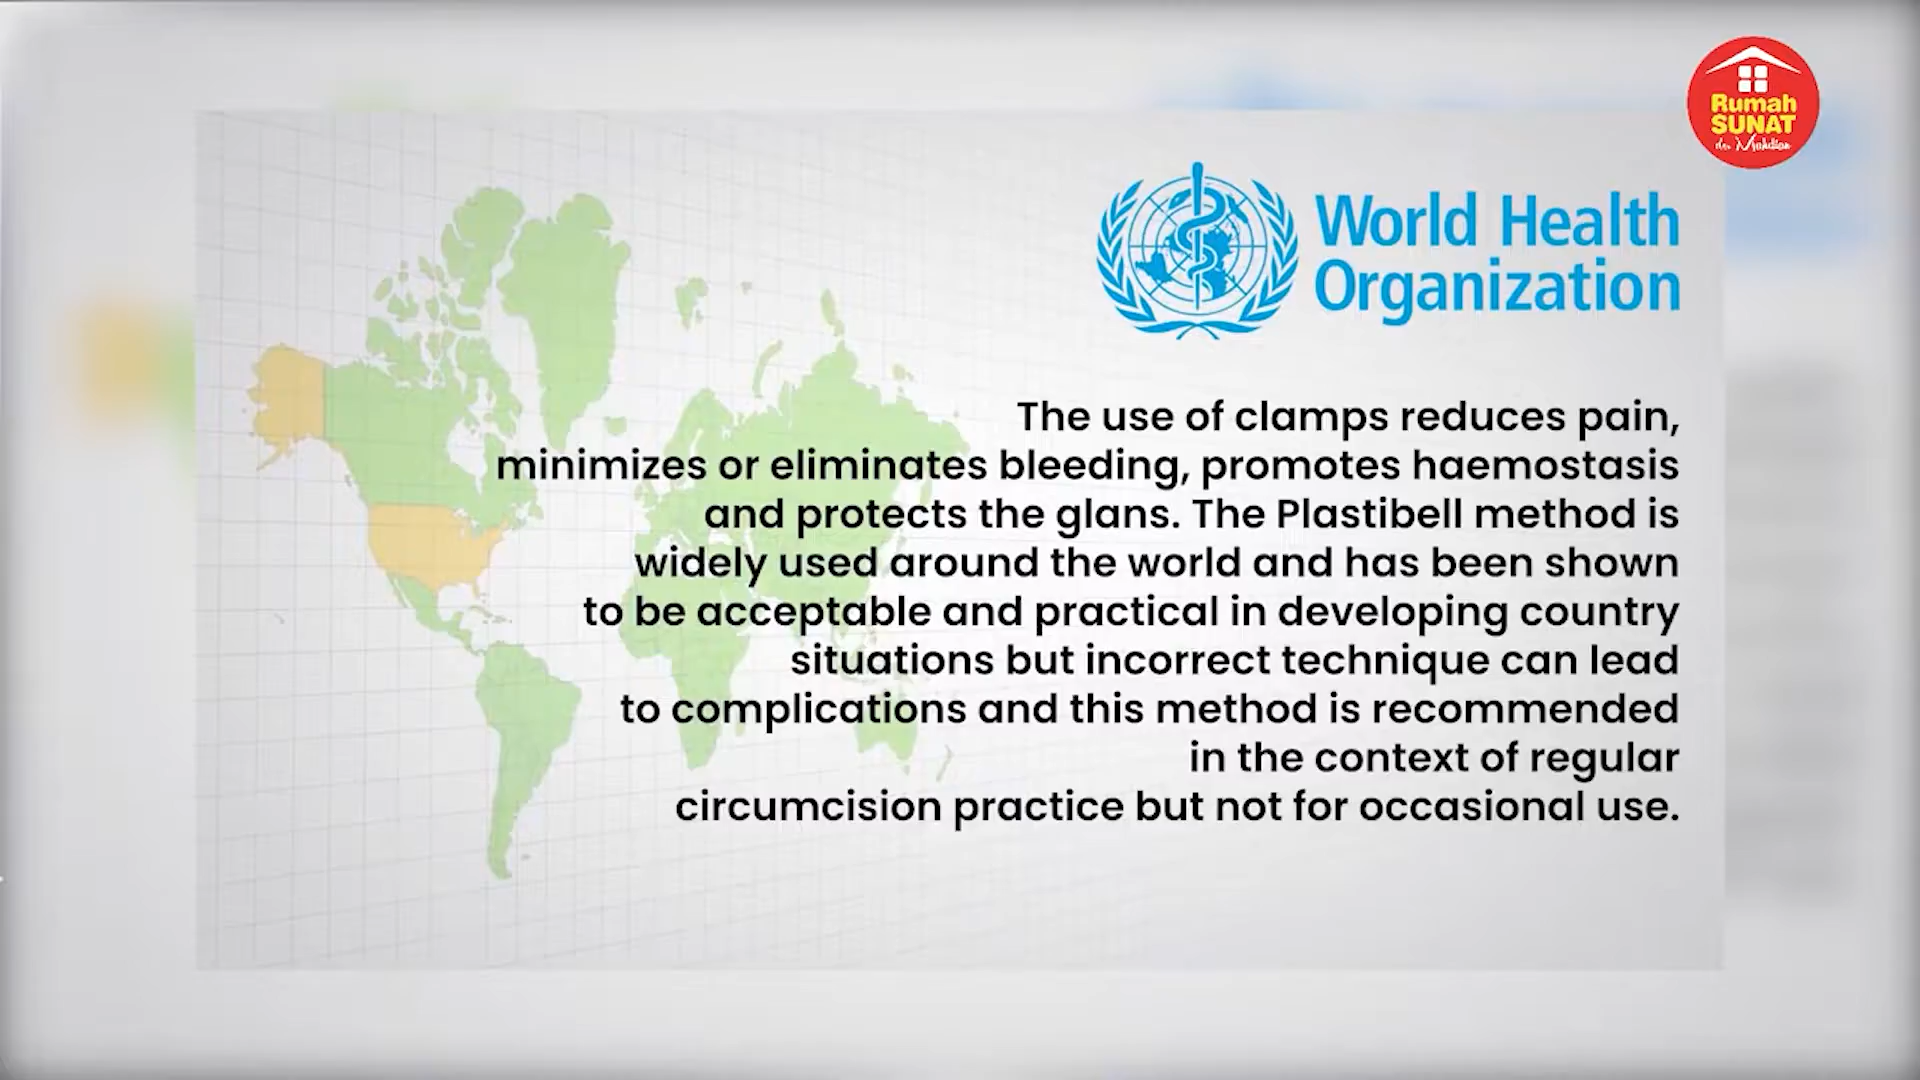 Rumah
SUNAT
dr. Mahdian
World Health
Organization
The use of clamps reduces pain,
minimizes or eliminates bleeding, promotes haemostasis
and protects the glans. The Plastibell method is
widely used around the world and has been shown
to be acceptable and practical in developing country
situations but incorrect technique can lead
to complications and this method is recommended
in the context of regular
circumcision practice but not for occasional use.